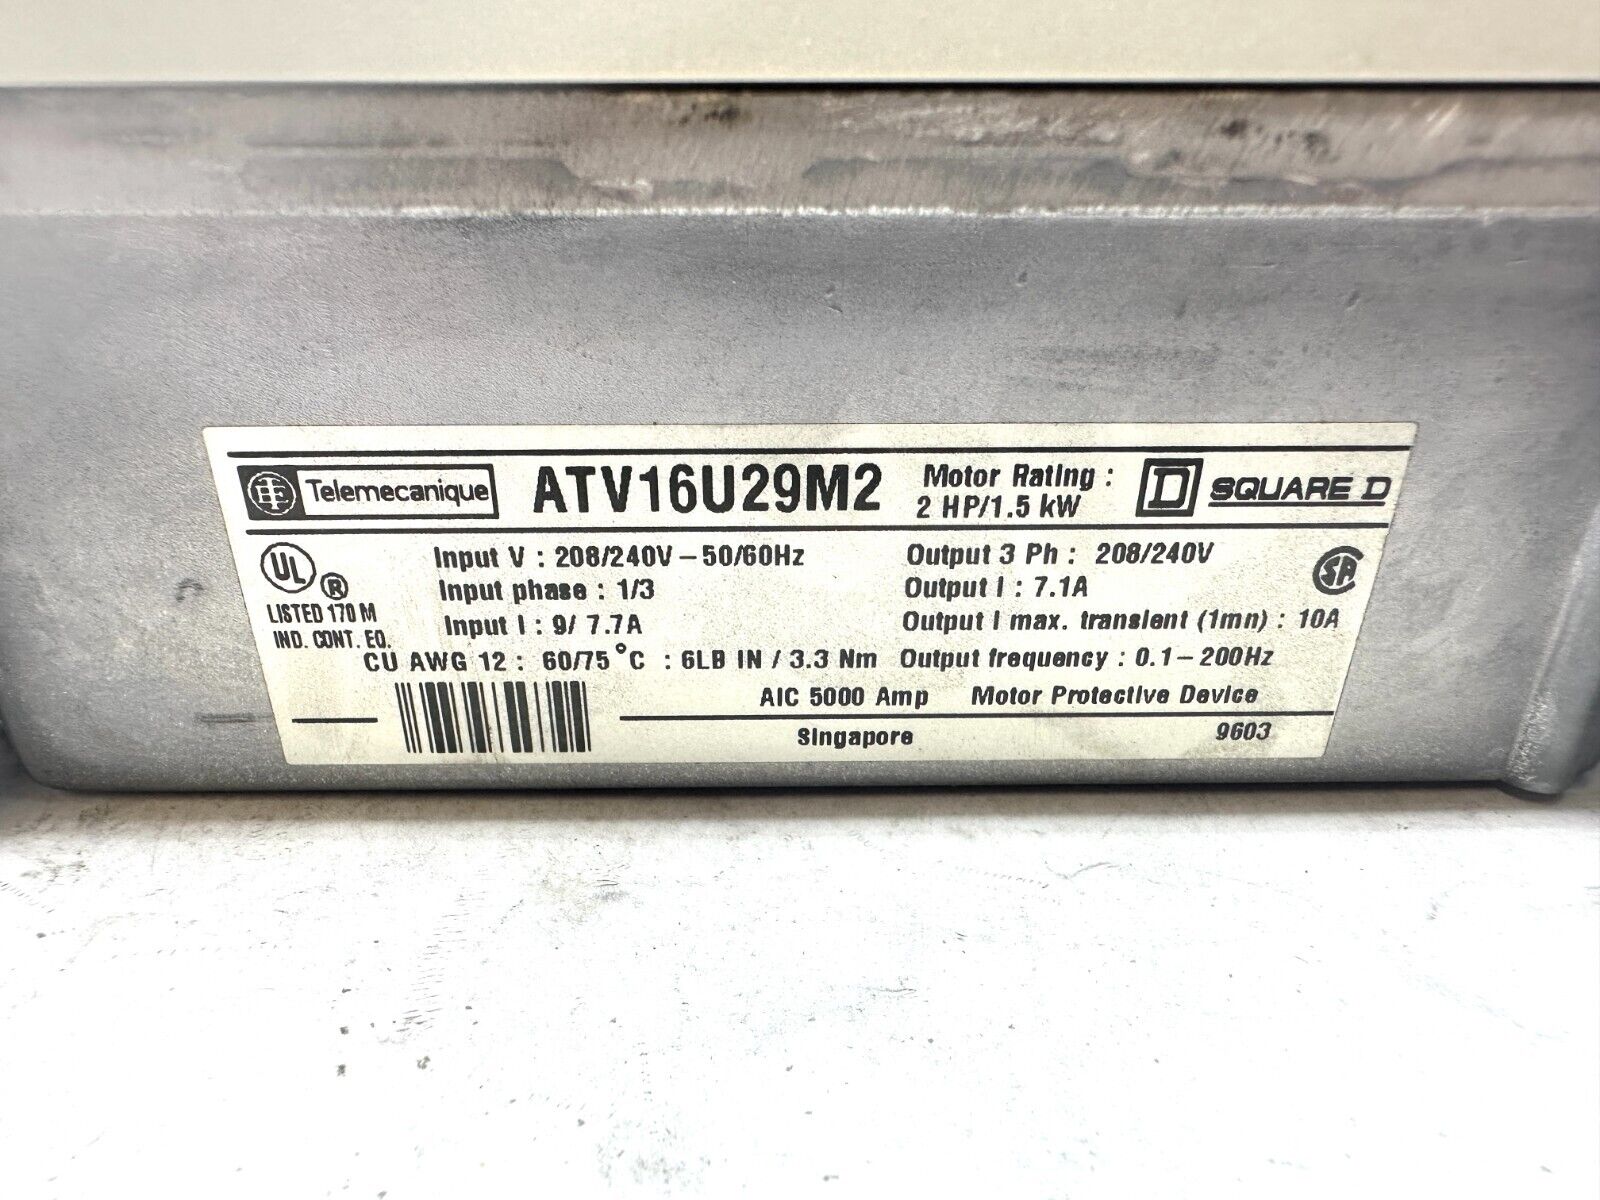 Telemecanique ATV16U29M2 Motor Rating : SQUARE D
2 HP/1.5 kW
UL ®
LISTED 170 M
IND. CONT. EQ.
Input V : 208/240V – 50/60Hz Output 3 Ph : 208/240V
Input phase : 1/3 Output I : 7.1A
Input I : 9/ 7.7A Output I max. transient (1mn) : 10A
CU AWG 12 : 60/75°C : 6LB IN / 3.3 Nm Output frequency : 0.1 – 200Hz
AIC 5000 Amp Motor Protective Device
Singapore 9603